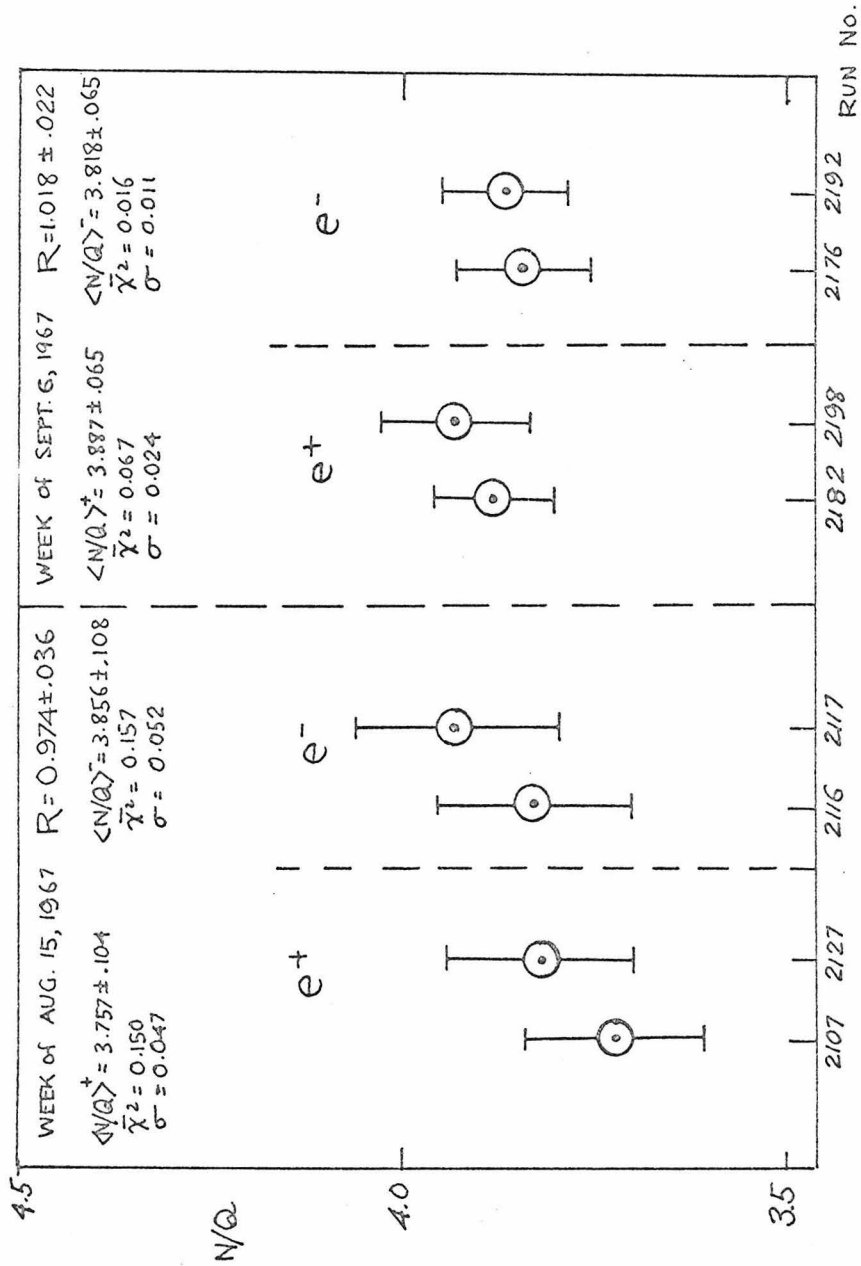 WEEK of AUG. 15, 1967 R=0.974±.036
<N/Q>⁺= 3.757±.104
χ̄²= 0.150
σ=0.047
<N/Q>⁻=3.856±.108
χ̄²= 0.157
σ= 0.052
WEEK of SEPT. 6, 1967 R=1.018±.022
<N/Q>⁺= 3.887±.065
χ̄²= 0.067
σ= 0.024
<N/Q>⁻= 3.818±.065
χ̄²= 0.016
σ= 0.011
e⁺
e⁻
e⁺
e⁻
4.5
N/Q
4.0
3.5
2107 2127 2116 2117 2182 2198 2176 2192
RUN No.